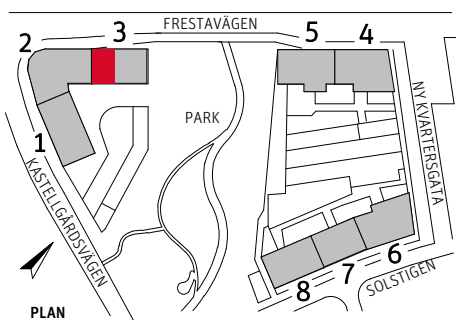 FRESTAVÄGEN
2
3
5
4
1
PARK
NY KVARTERSGATA
KASTELLGÅRDSVÄGEN
6
7
8
SOLSTIGEN
PLAN